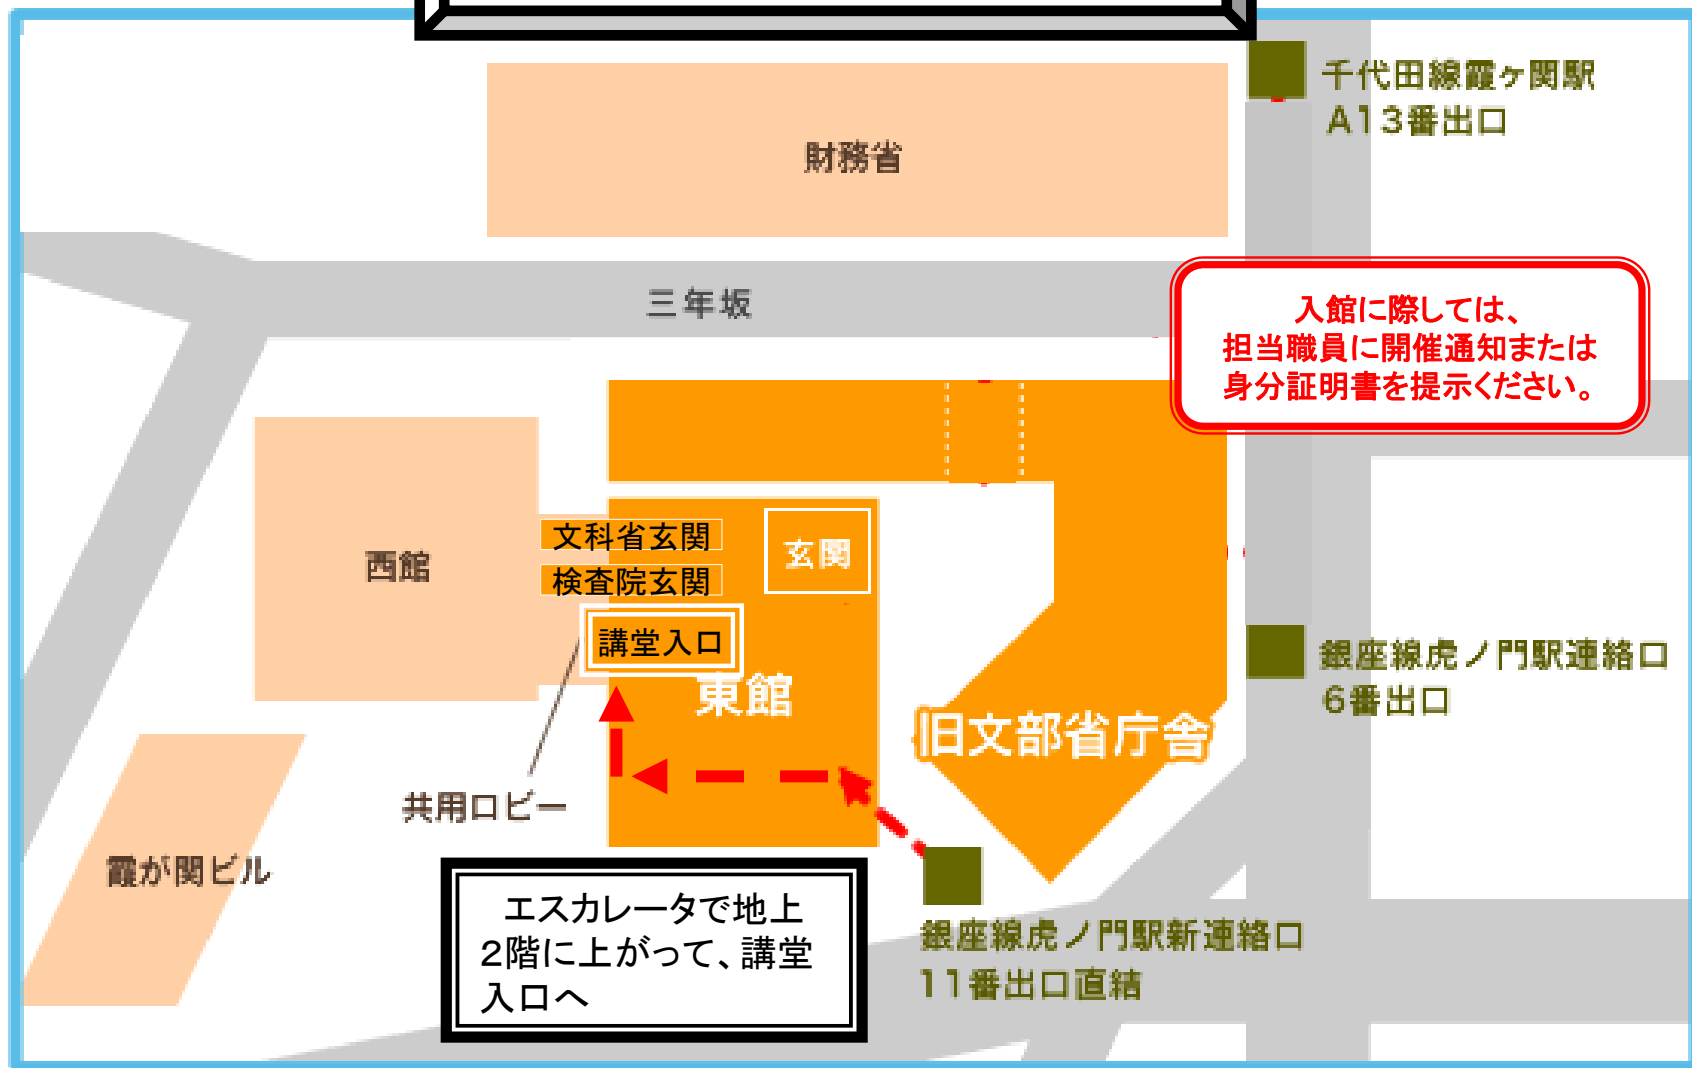 千代田線霞ヶ関駅
A13番出口
財務省
三年坂
入館に際しては、
担当職員に開催通知または
身分証明書を提示ください。
文科省玄関
玄関
西館
検査院玄関
講堂入口
東館
銀座線虎ノ門駅連絡口
6番出口
旧文部省庁舎
共用ロビー
霞が関ビル
エスカレータで地上
2階に上がって、講堂
入口へ
銀座線虎ノ門駅新連絡口
11番出口直結